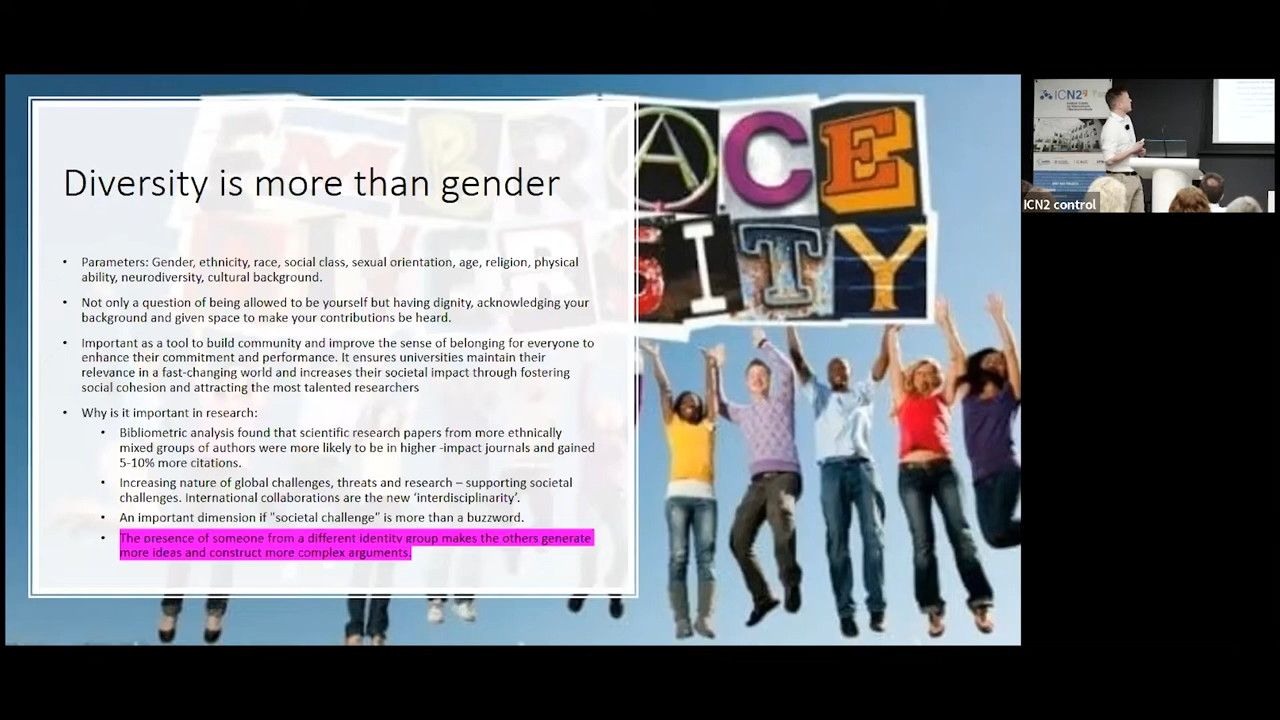 Diversity is more than gender
• Parameters: Gender, ethnicity, race, social class, sexual orientation, age, religion, physical
ability, neurodiversity, cultural background.
• Not only a question of being allowed to be yourself but having dignity, acknowledging your
background and given space to make your contributions be heard.
• Important as a tool to build community and improve the sense of belonging for everyone to
enhance their commitment and performance. It ensures universities maintain their
relevance in a fast-changing world and increases their societal impact through fostering
social cohesion and attracting the most talented researchers
• Why is it important in research:
• Bibliometric analysis found that scientific research papers from more ethnically
mixed groups of authors were more likely to be in higher -impact journals and gained
5-10% more citations.
• Increasing nature of global challenges, threats and research – supporting societal
challenges. International collaborations are the new ‘interdisciplinarity’.
• An important dimension if "societal challenge" is more than a buzzword.
• The presence of someone from a different identity group makes the others generate
more ideas and construct more complex arguments.
ACE
SITY
ICN2
ICN2 control